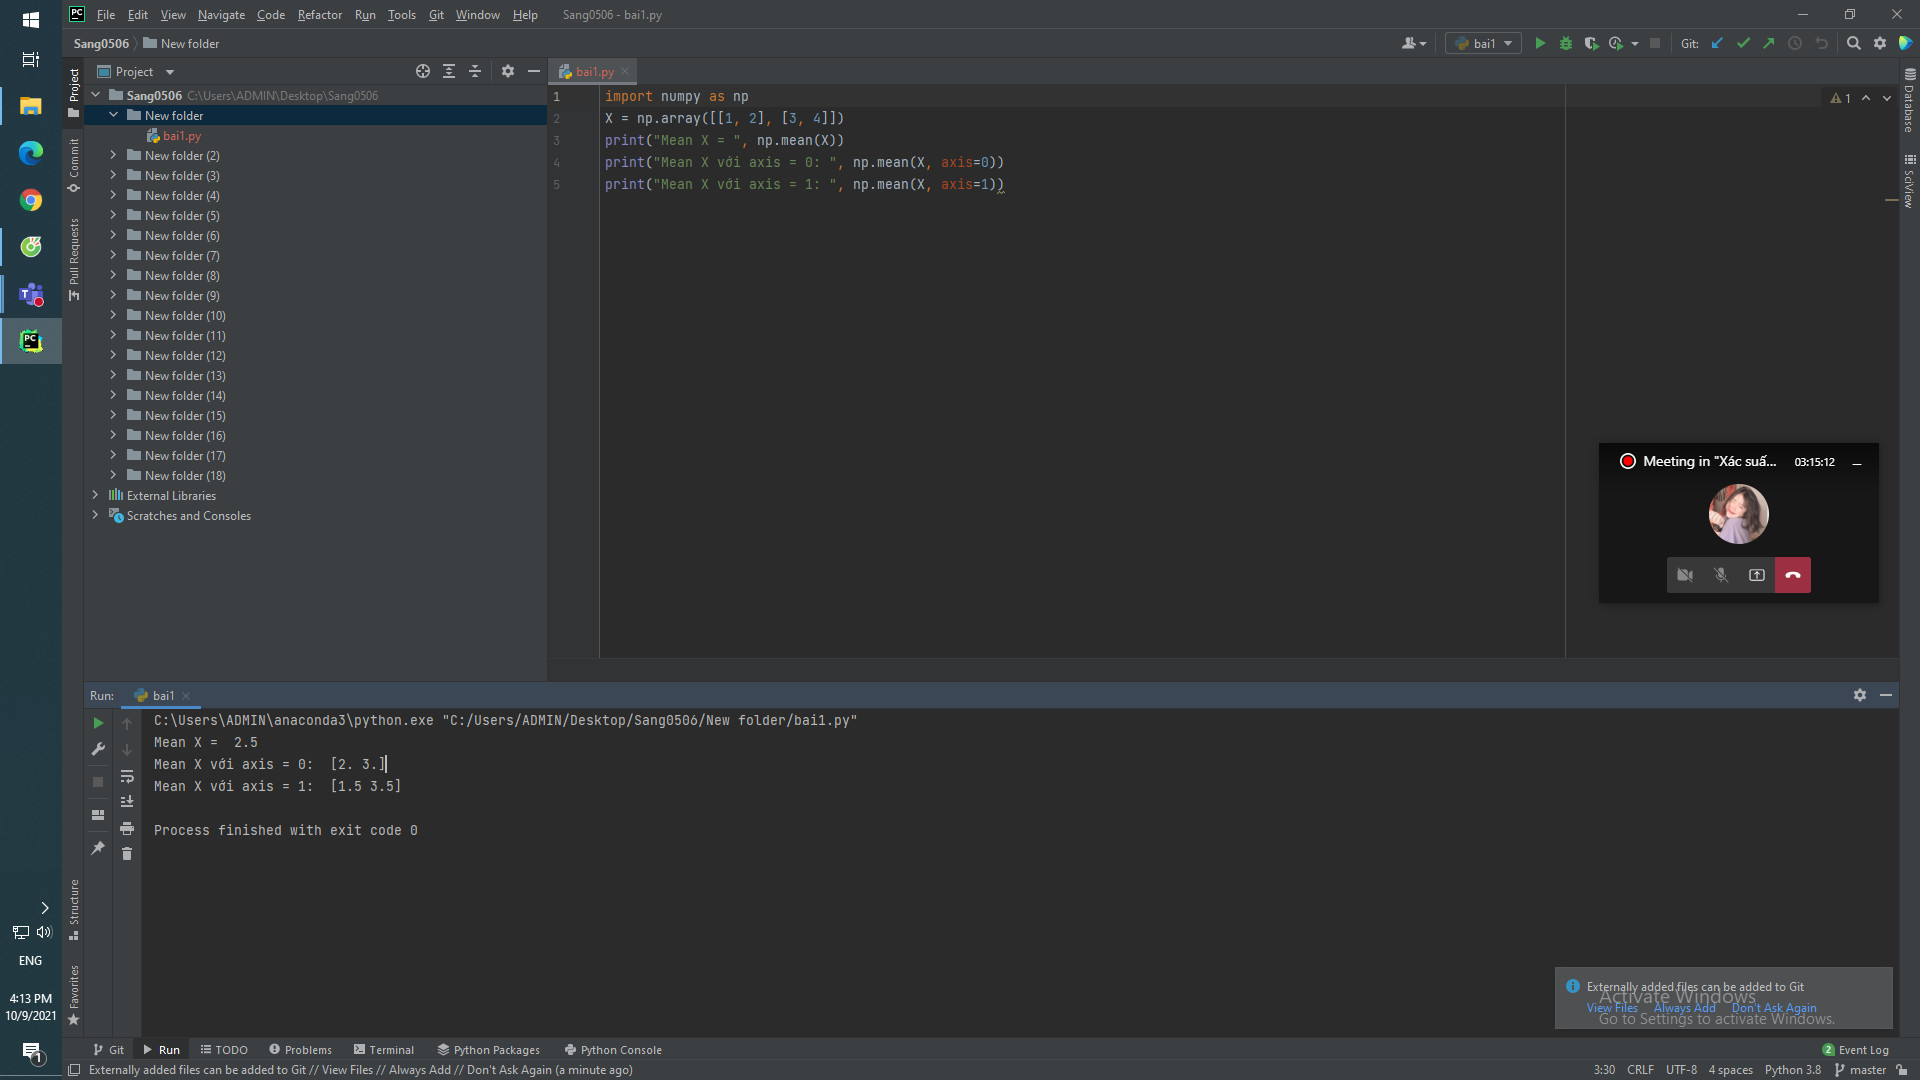 File Edit View Navigate Code Refactor Run Tools Git Window Help Sang0506 - bai1.py
Sang0506 New folder
bai1
Git:
Project
bai1.py
Project
Commit
Pull Requests
Structure
Favorites
Sang0506 C:\Users\ADMIN\Desktop\Sang0506
New folder
bai1.py
New folder (2)
New folder (3)
New folder (4)
New folder (5)
New folder (6)
New folder (7)
New folder (8)
New folder (9)
New folder (10)
New folder (11)
New folder (12)
New folder (13)
New folder (14)
New folder (15)
New folder (16)
New folder (17)
New folder (18)
External Libraries
Scratches and Consoles
1 import numpy as np
2 X = np.array([[1, 2], [3, 4]])
3 print("Mean X = ", np.mean(X))
4 print("Mean X với axis = 0: ", np.mean(X, axis=0))
5 print("Mean X với axis = 1: ", np.mean(X, axis=1))
1
Database
SciView
Meeting in "Xác suấ... 03:15:12
Run: bai1
C:\Users\ADMIN\anaconda3\python.exe "C:/Users/ADMIN/Desktop/Sang0506/New folder/bai1.py"
Mean X =  2.5
Mean X với axis = 0:  [2. 3.]
Mean X với axis = 1:  [1.5 3.5]
Process finished with exit code 0
Externally added files can be added to Git
View Files Always Add Don't Ask Again
Activate Windows
Go to Settings to activate Windows.
Git Run TODO Problems Terminal Python Packages Python Console
2 Event Log
Externally added files can be added to Git // View Files // Always Add // Don't Ask Again (a minute ago)
3:30 CRLF UTF-8 4 spaces Python 3.8 master
PC
T
PC
ENG
4:13 PM
10/9/2021
1